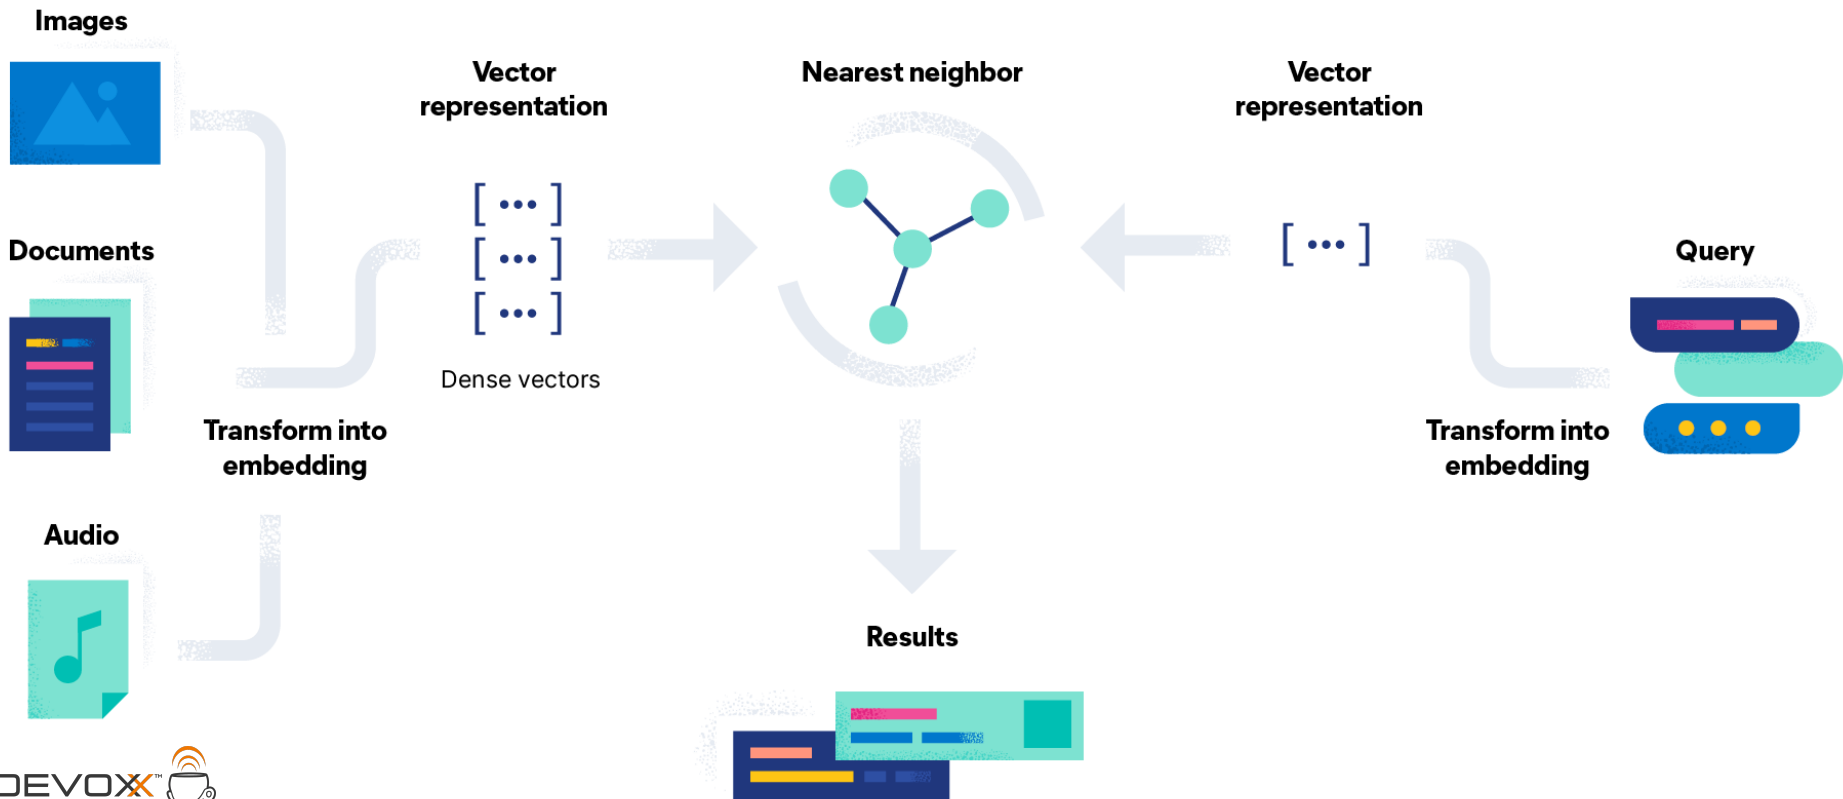 Images
Vector
representation
Nearest neighbor
Vector
representation
Documents
Query
Dense vectors
Transform into
embedding
Transform into
embedding
Audio
Results
DEVOXX™